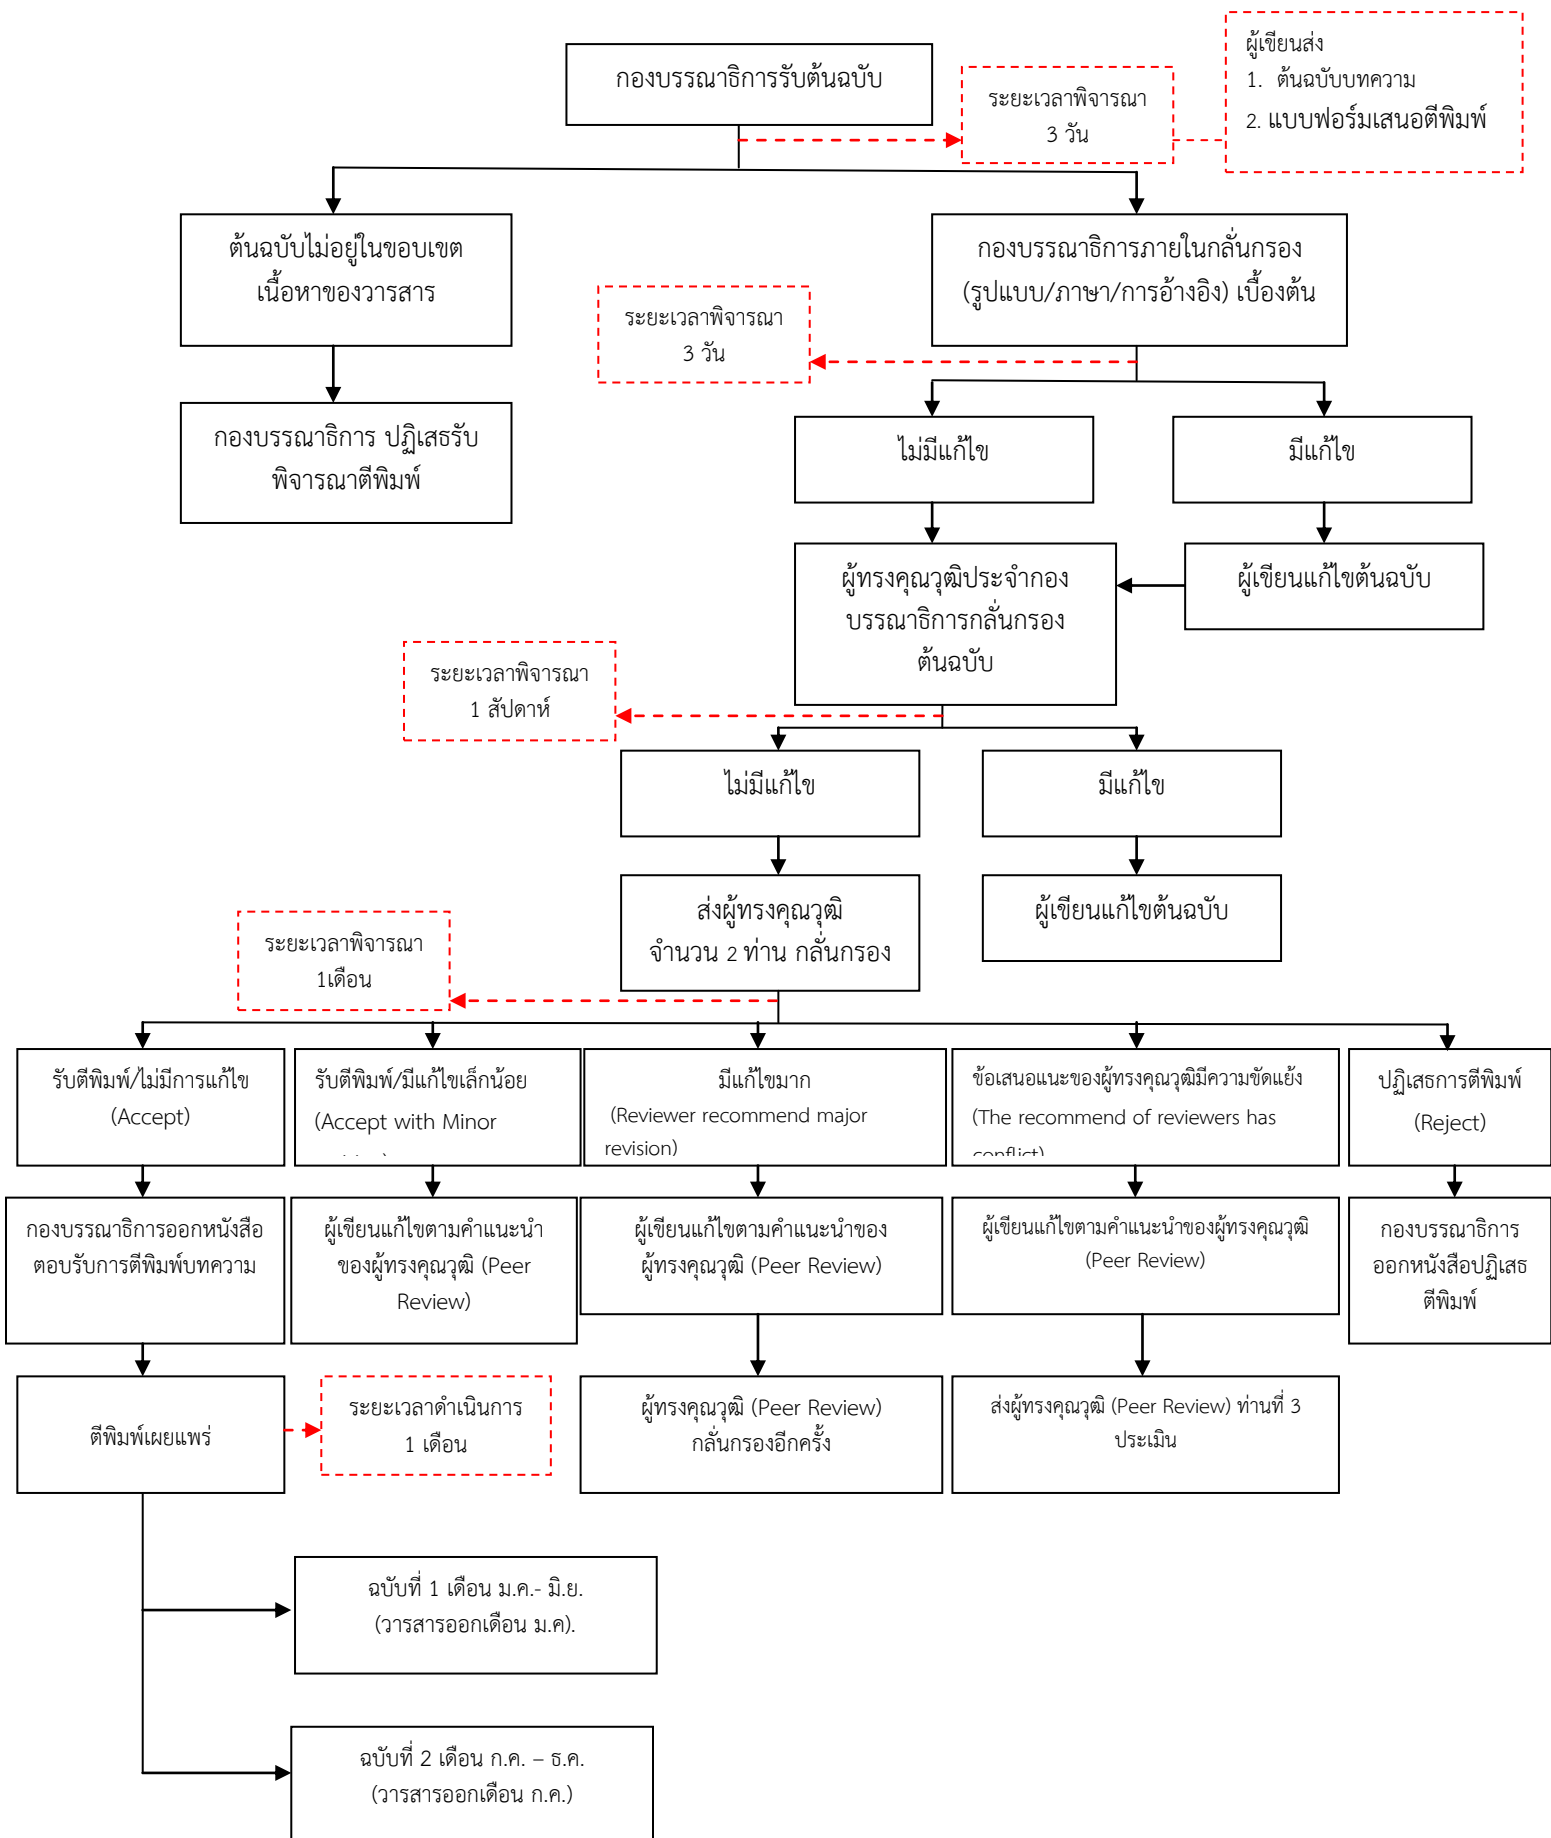 กองบรรณาธิการรับต้นฉบับ
ระยะเวลาพิจารณา
3 วัน
ผู้เขียนส่ง
1. ต้นฉบับบทความ
2. แบบฟอร์มเสนอตีพิมพ์
ต้นฉบับไม่อยู่ในขอบเขต
เนื้อหาของวารสาร
กองบรรณาธิการภายในกลั่นกรอง
(รูปแบบ/ภาษา/การอ้างอิง) เบื้องต้น
ระยะเวลาพิจารณา
3 วัน
กองบรรณาธิการ ปฏิเสธรับ
พิจารณาตีพิมพ์
ไม่มีแก้ไข
มีแก้ไข
ผู้ทรงคุณวุฒิประจำกอง
บรรณาธิการกลั่นกรอง
ต้นฉบับ
ผู้เขียนแก้ไขต้นฉบับ
ระยะเวลาพิจารณา
1 สัปดาห์
ไม่มีแก้ไข
มีแก้ไข
ส่งผู้ทรงคุณวุฒิ
จำนวน 2 ท่าน กลั่นกรอง
ผู้เขียนแก้ไขต้นฉบับ
ระยะเวลาพิจารณา
1เดือน
รับตีพิมพ์/ไม่มีการแก้ไข
(Accept)
รับตีพิมพ์/มีแก้ไขเล็กน้อย
(Accept with Minor
มีแก้ไขมาก
(Reviewer recommend major
revision)
ข้อเสนอแนะของผู้ทรงคุณวุฒิมีความขัดแย้ง
(The recommend of reviewers has
conflict)
ปฏิเสธการตีพิมพ์
(Reject)
กองบรรณาธิการออกหนังสือ
ตอบรับการตีพิมพ์บทความ
ผู้เขียนแก้ไขตามคำแนะนำ
ของผู้ทรงคุณวุฒิ (Peer
Review)
ผู้เขียนแก้ไขตามคำแนะนำของ
ผู้ทรงคุณวุฒิ (Peer Review)
ผู้เขียนแก้ไขตามคำแนะนำของผู้ทรงคุณวุฒิ
(Peer Review)
กองบรรณาธิการ
ออกหนังสือปฏิเสธ
ตีพิมพ์
ตีพิมพ์เผยแพร่
ระยะเวลาดำเนินการ
1 เดือน
ผู้ทรงคุณวุฒิ (Peer Review)
กลั่นกรองอีกครั้ง
ส่งผู้ทรงคุณวุฒิ (Peer Review) ท่านที่ 3
ประเมิน
ฉบับที่ 1 เดือน ม.ค.- มิ.ย.
(วารสารออกเดือน ม.ค).
ฉบับที่ 2 เดือน ก.ค. – ธ.ค.
(วารสารออกเดือน ก.ค.)